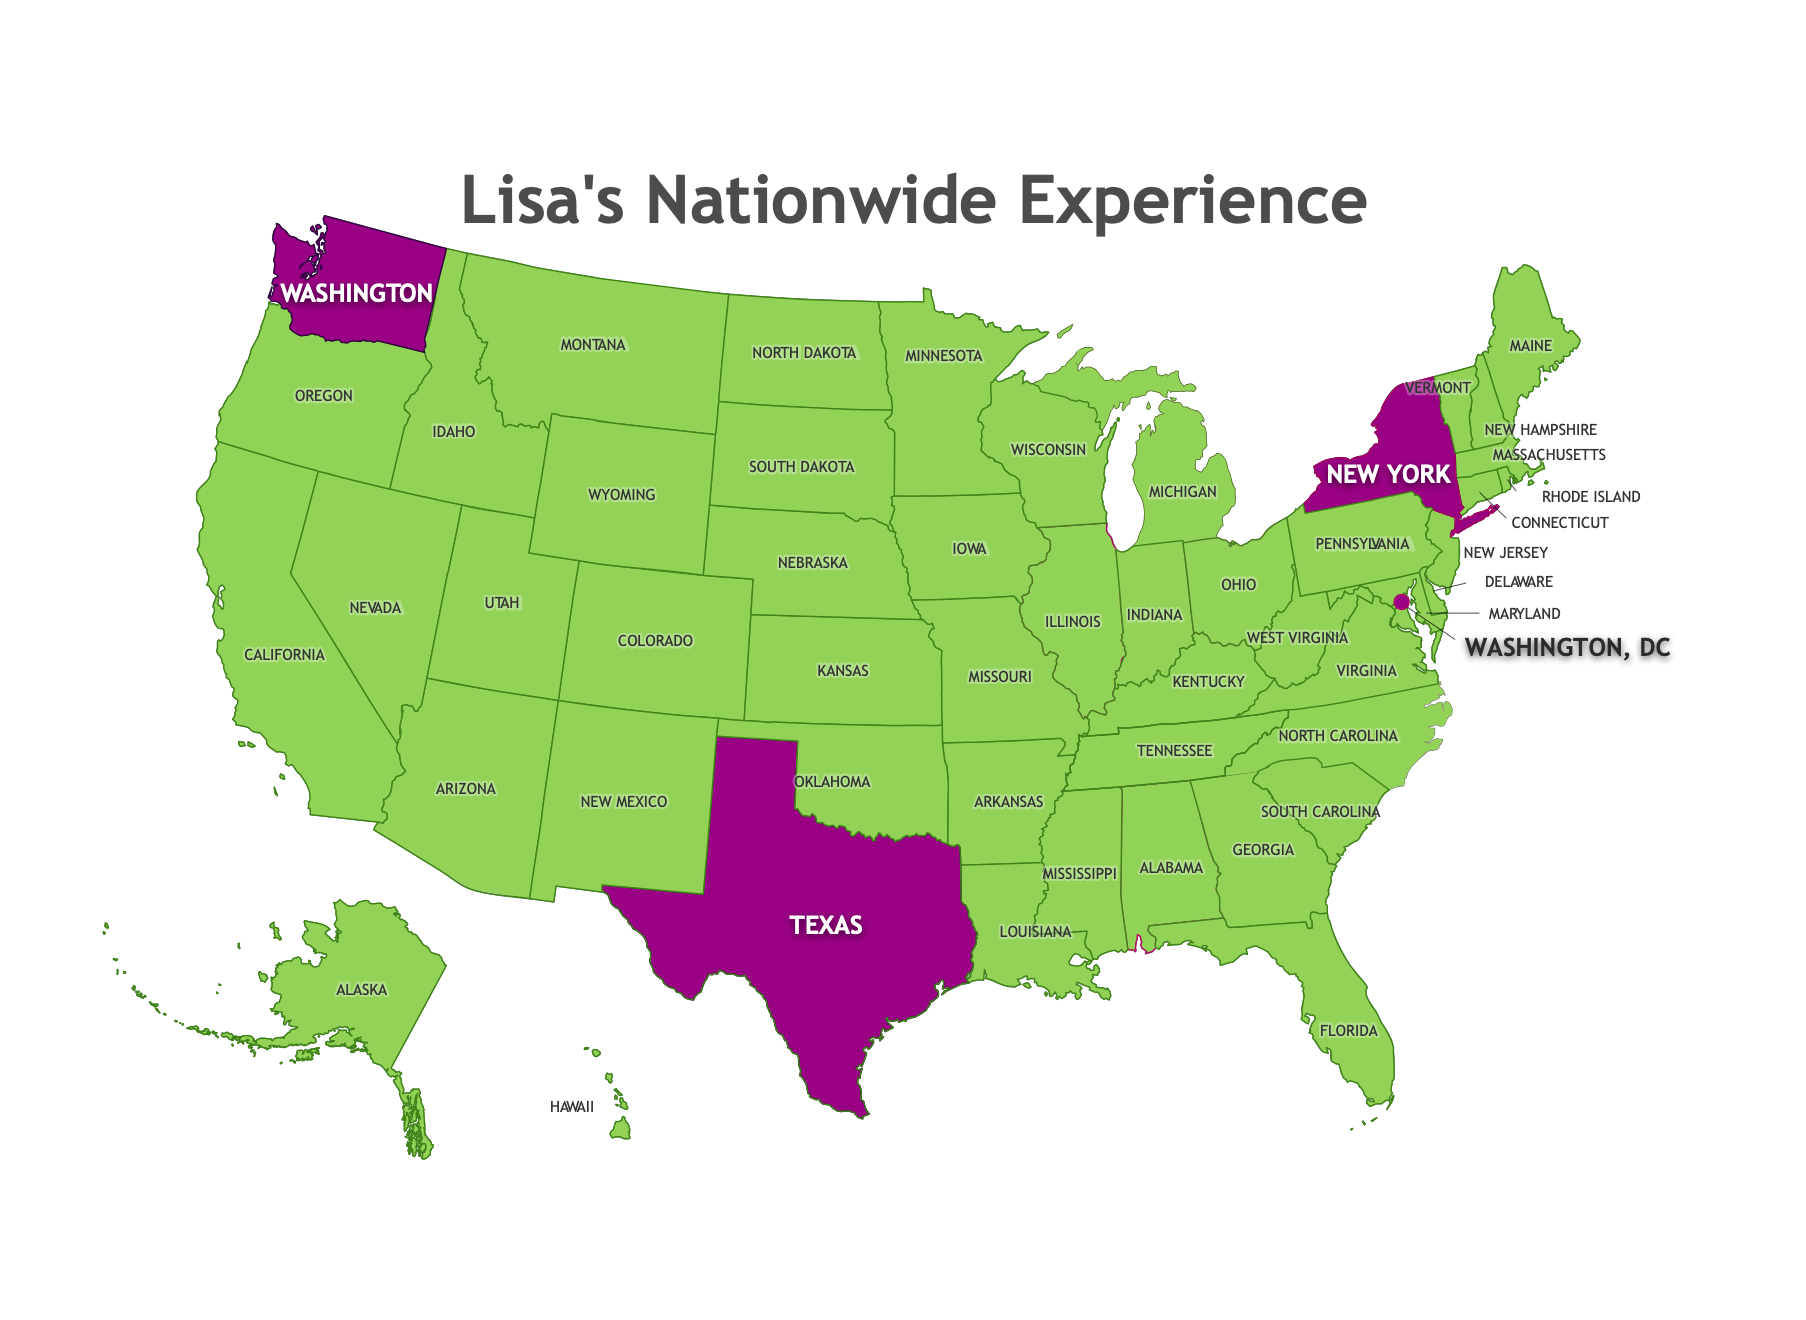 Lisa's Nationwide Experience
WASHINGTON
MONTANA
NORTH DAKOTA
MINNESOTA
MAINE
OREGON
IDAHO
VERMONT
NEW HAMPSHIRE
WISCONSIN
MASSACHUSETTS
SOUTH DAKOTA
NEW YORK
WYOMING
MICHIGAN
RHODE ISLAND
CONNECTICUT
IOWA
PENNSYLVANIA
NEW JERSEY
NEBRASKA
DELAWARE
OHIO
NEVADA
UTAH
INDIANA
MARYLAND
ILLINOIS
COLORADO
WEST VIRGINIA
WASHINGTON, DC
CALIFORNIA
KANSAS
MISSOURI
VIRGINIA
KENTUCKY
NORTH CAROLINA
TENNESSEE
ARIZONA
OKLAHOMA
NEW MEXICO
ARKANSAS
SOUTH CAROLINA
GEORGIA
MISSISSIPPI
ALABAMA
TEXAS
LOUISIANA
ALASKA
FLORIDA
HAWAII